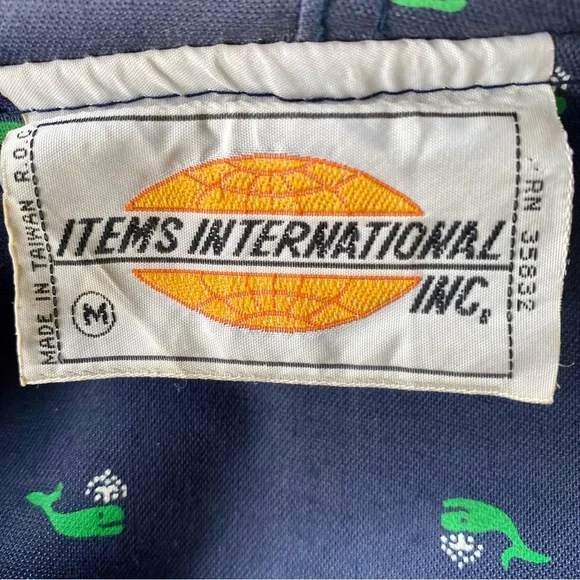 MADE IN TAIWAN R.O.C
ITEMS INTERNATIONAL
INC.
M
RN 35832